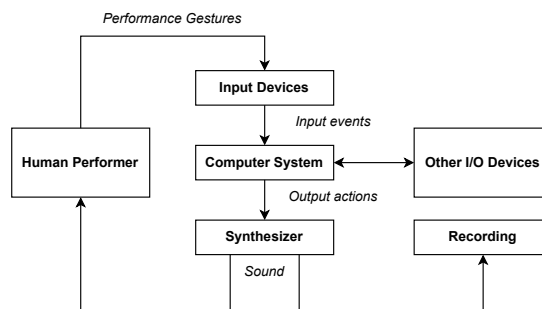 Performance Gestures
Input Devices
Input events
Human Performer
Computer System
Other I/O Devices
Output actions
Synthesizer
Recording
Sound